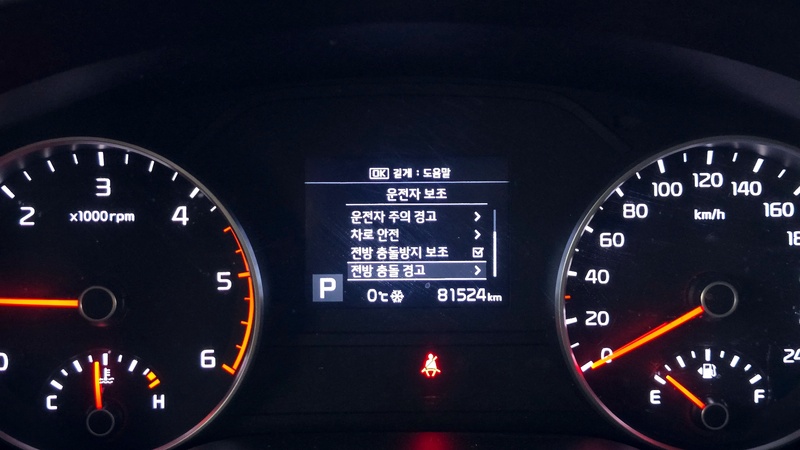 OK 길게 : 도움말
운전자 보조
운전자 주의 경고
차로 안전
전방 충돌방지 보조
전방 충돌 경고
P
0℃
81524km
0
2
3
4
5
6
x1000rpm
C
H
0
20
40
60
80
100
120
140
160
km/h
E
F